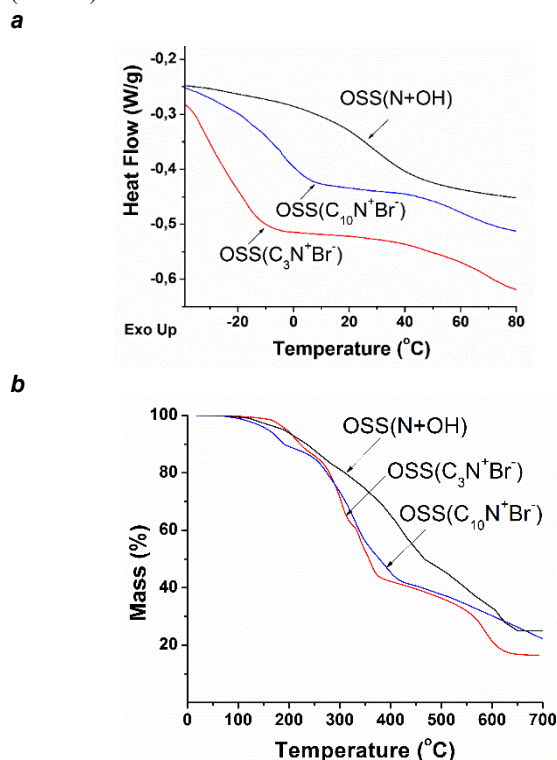 a
-0,2
-0,3
-0,4
-0,5
-0,6
Heat Flow (W/g)
OSS(N+OH)
OSS(C₁₀N⁺Br⁻)
OSS(C₃N⁺Br⁻)
-20 0 20 40 60 80
Exo Up
Temperature (°C)
b
100
80
60
40
20
Mass (%)
OSS(N+OH)
OSS(C₃N⁺Br⁻)
OSS(C₁₀N⁺Br⁻)
0 100 200 300 400 500 600 700
Temperature (°C)